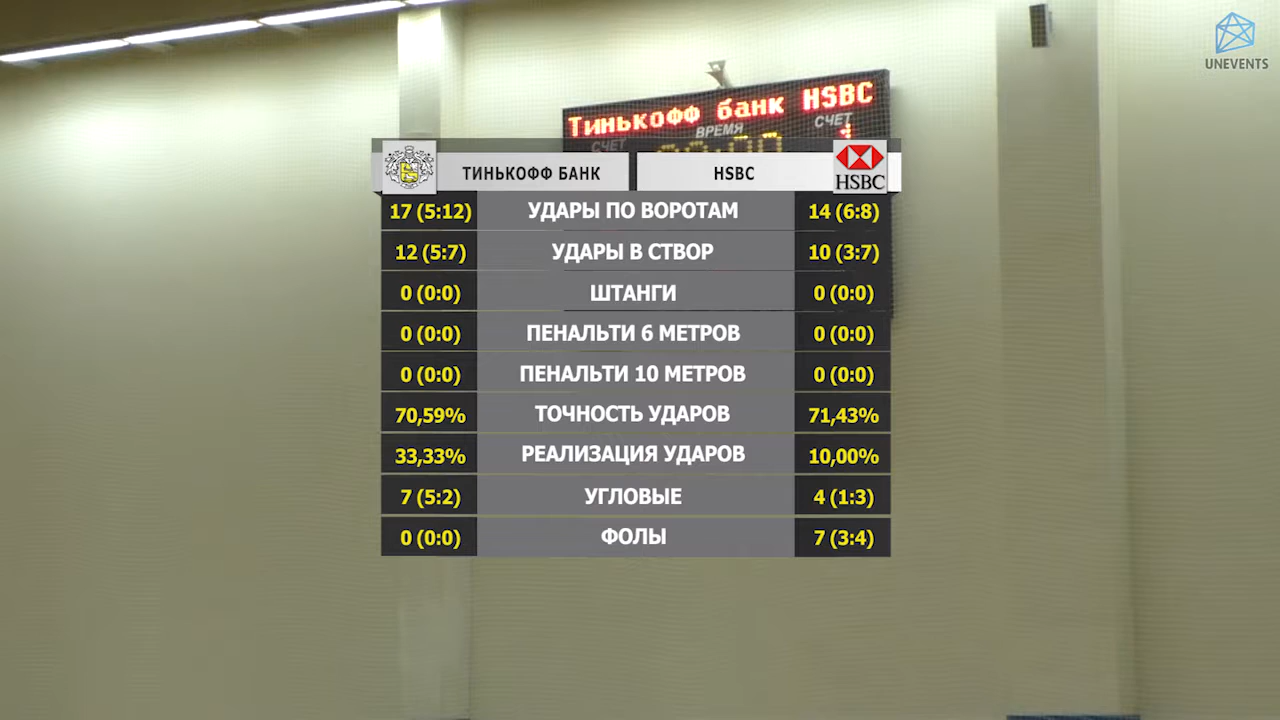 UNEVENTS
Тинькофф банк HSBC
СЧЕТ ВРЕМЯ СЧЕТ
ТИНЬКОФФ БАНК HSBC
HSBC
17 (5:12) УДАРЫ ПО ВОРОТАМ 14 (6:8)
12 (5:7) УДАРЫ В СТВОР 10 (3:7)
0 (0:0) ШТАНГИ 0 (0:0)
0 (0:0) ПЕНАЛЬТИ 6 МЕТРОВ 0 (0:0)
0 (0:0) ПЕНАЛЬТИ 10 МЕТРОВ 0 (0:0)
70,59% ТОЧНОСТЬ УДАРОВ 71,43%
33,33% РЕАЛИЗАЦИЯ УДАРОВ 10,00%
7 (5:2) УГЛОВЫЕ 4 (1:3)
0 (0:0) ФОЛЫ 7 (3:4)